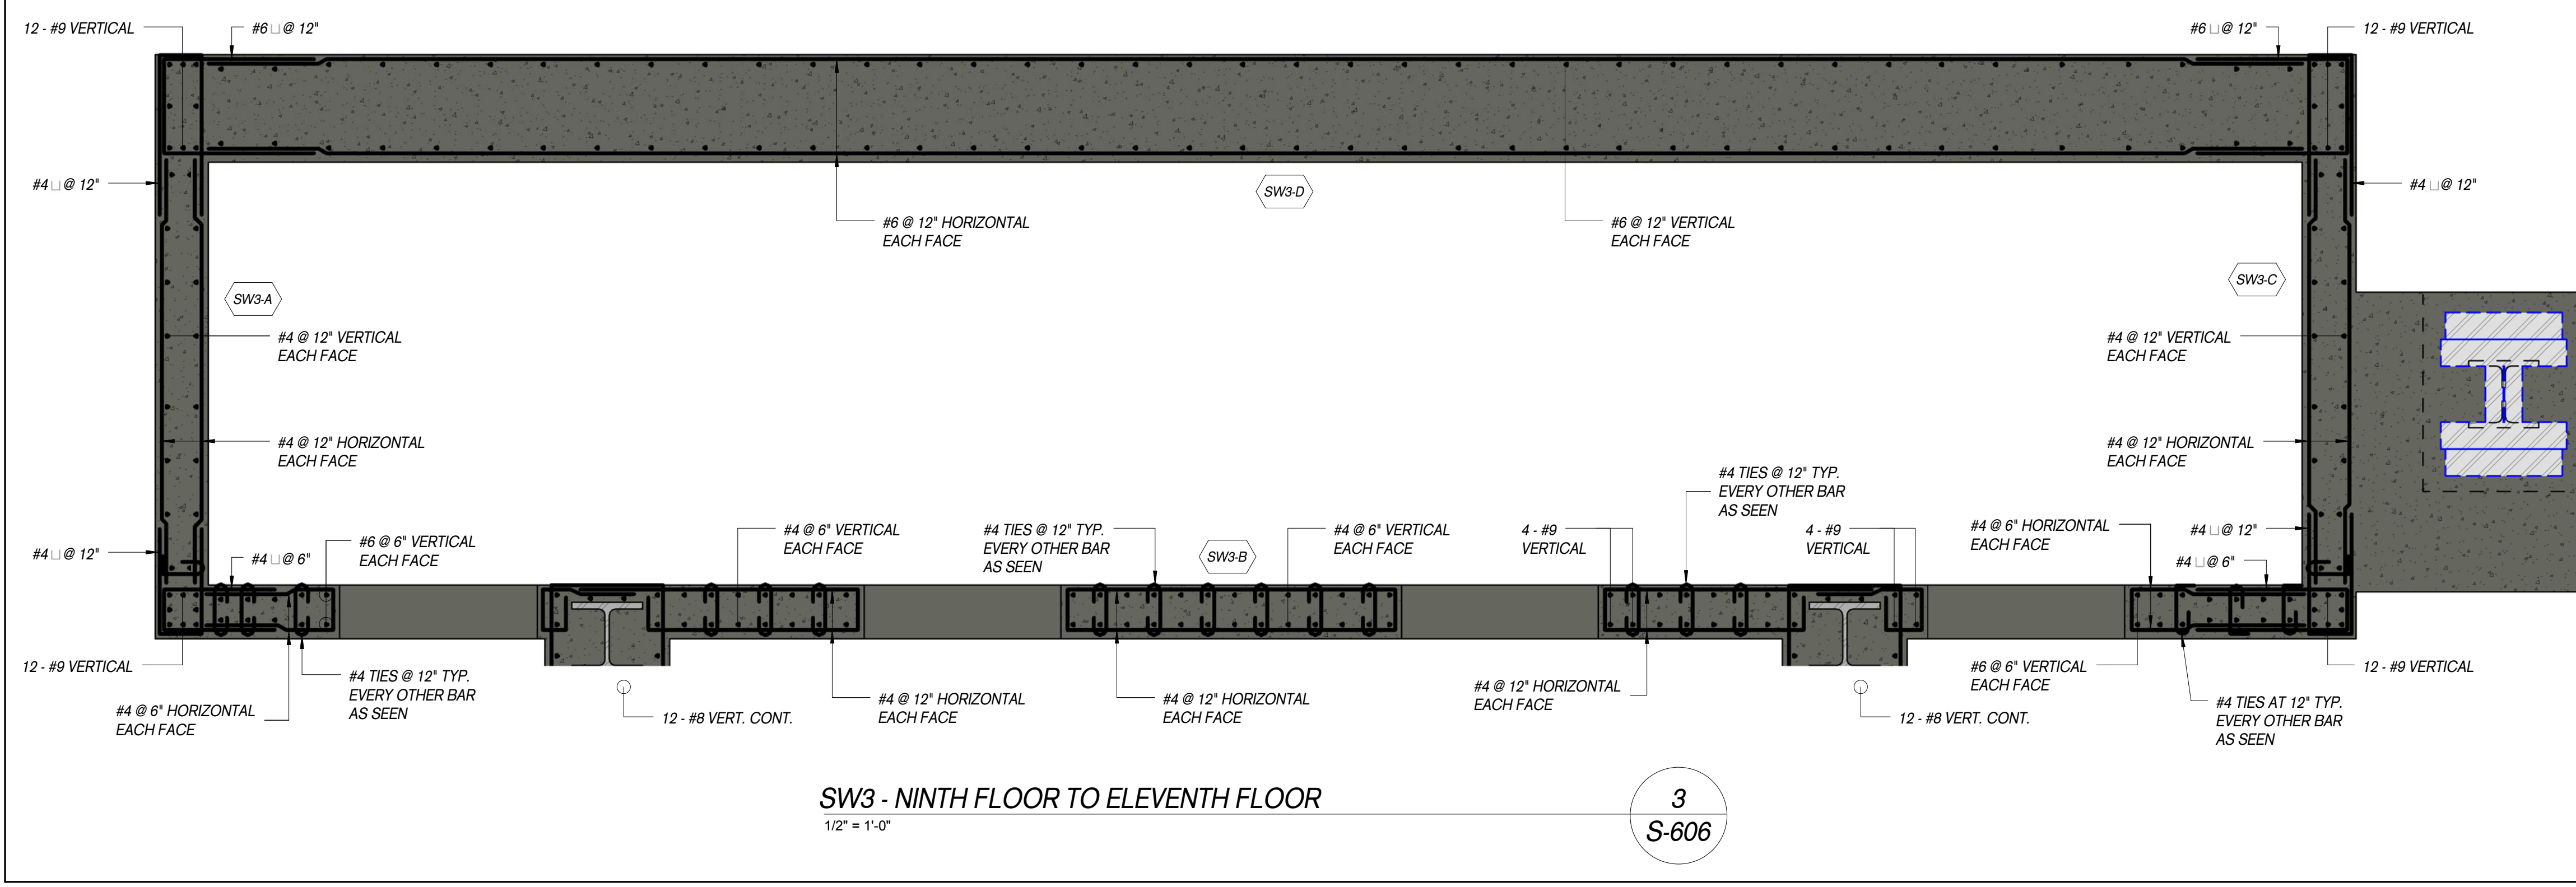 12 - #9 VERTICAL
#6 ⊔ @ 12"
#6 ⊔ @ 12"
12 - #9 VERTICAL
#4 ⊔ @ 12"
SW3-D
#4 ⊔ @ 12"
#6 @ 12" HORIZONTAL
EACH FACE
#6 @ 12" VERTICAL
EACH FACE
SW3-A
SW3-C
#4 @ 12" VERTICAL
EACH FACE
#4 @ 12" VERTICAL
EACH FACE
#4 @ 12" HORIZONTAL
EACH FACE
#4 @ 12" HORIZONTAL
EACH FACE
#4 ⊔ @ 12"
#4 ⊔ @ 6"
#6 @ 6" VERTICAL
EACH FACE
#4 @ 6" VERTICAL
EACH FACE
#4 TIES @ 12" TYP.
EVERY OTHER BAR
AS SEEN
SW3-B
#4 @ 6" VERTICAL
EACH FACE
4 - #9
VERTICAL
#4 TIES @ 12" TYP.
EVERY OTHER BAR
AS SEEN
4 - #9
VERTICAL
#4 @ 6" HORIZONTAL
EACH FACE
#4 ⊔ @ 12"
#4 ⊔ @ 6"
12 - #9 VERTICAL
#4 @ 6" HORIZONTAL
EACH FACE
#4 TIES @ 12" TYP.
EVERY OTHER BAR
AS SEEN
12 - #8 VERT. CONT.
#4 @ 12" HORIZONTAL
EACH FACE
#4 @ 12" HORIZONTAL
EACH FACE
#4 @ 12" HORIZONTAL
EACH FACE
12 - #8 VERT. CONT.
#6 @ 6" VERTICAL
EACH FACE
#4 TIES AT 12" TYP.
EVERY OTHER BAR
AS SEEN
12 - #9 VERTICAL
SW3 - NINTH FLOOR TO ELEVENTH FLOOR
1/2" = 1'-0"
3
S-606